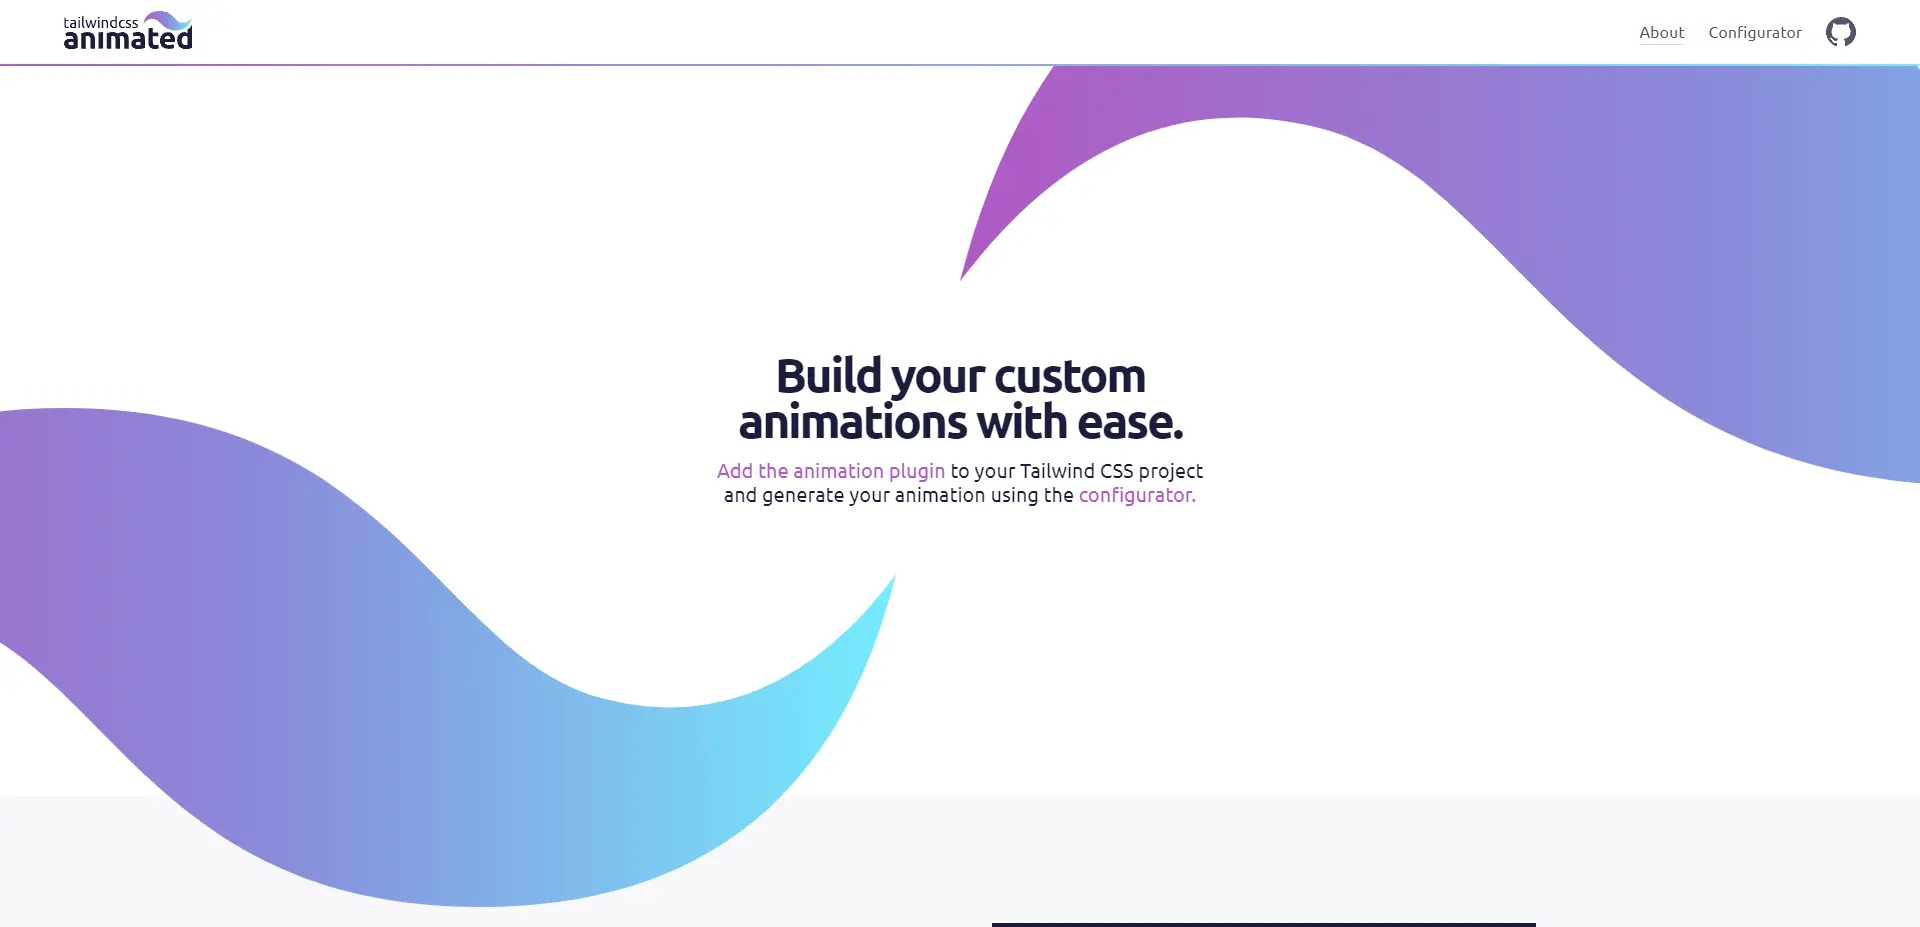 tailwindcss
animated
About
Configurator
Build your custom
animations with ease.
Add the animation plugin to your Tailwind CSS project
and generate your animation using the configurator.